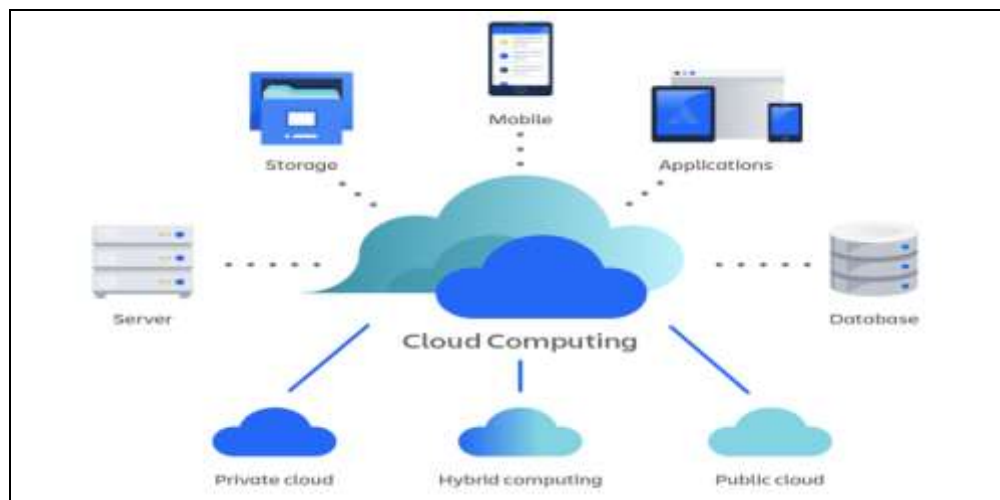 Mobile
Storage
Applications
Server
Database
Cloud Computing
Private cloud
Hybrid computing
Public cloud